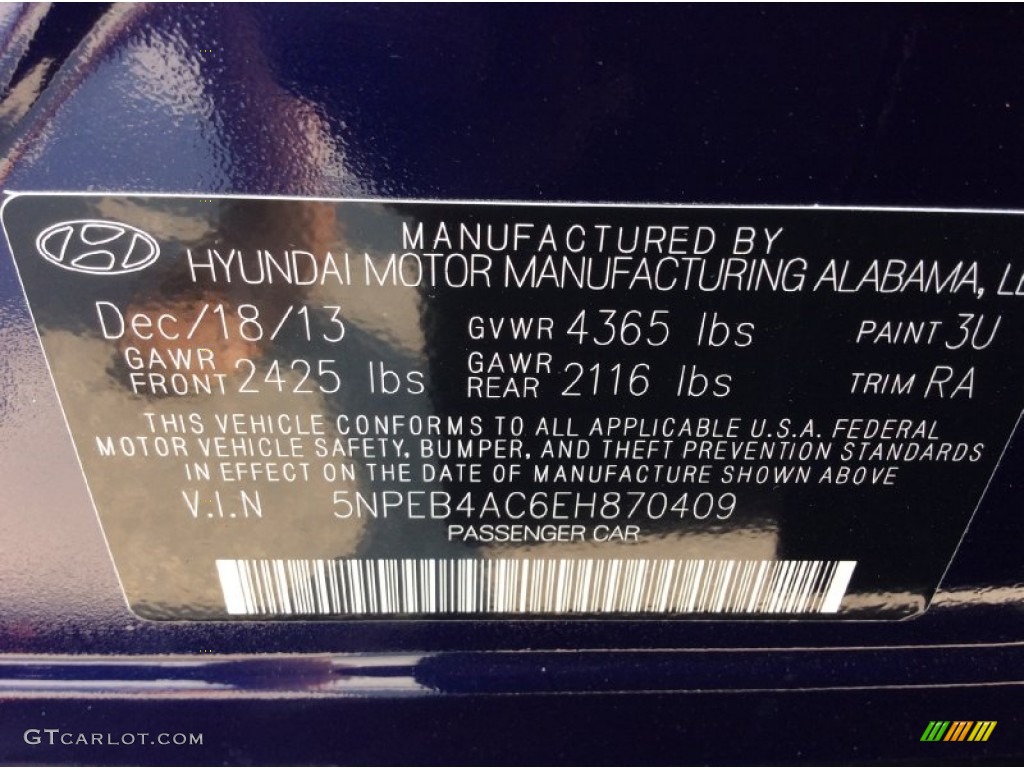 MANUFACTURED BY
HYUNDAI MOTOR MANUFACTURING ALABAMA,
Dec/18/13 GVWR 4365 lbs PAINT 3U
GAWR FRONT 2425 lbs GAWR REAR 2116 lbs TRIM RA
THIS VEHICLE CONFORMS TO ALL APPLICABLE U.S.A. FEDERAL
MOTOR VEHICLE SAFETY, BUMPER, AND THEFT PREVENTION STANDARDS
IN EFFECT ON THE DATE OF MANUFACTURE SHOWN ABOVE
V.I.N 5NPEB4AC6EH870409
PASSENGER CAR
GTCARLOT.COM